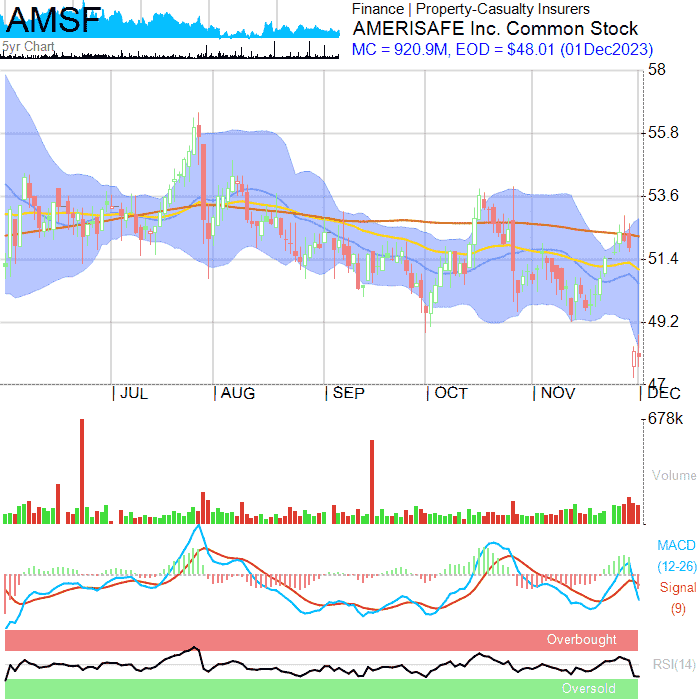 AMSF
5yr Chart
Finance | Property-Casualty Insurers
AMERISAFE Inc. Common Stock
MC = 920.9M, EOD = $48.01 (01Dec2023)
58
55.8
53.6
51.4
49.2
47
JUL AUG SEP OCT NOV DEC
678k
Volume
MACD
(12-26)
Signal
(9)
Overbought
RSI(14)
Oversold